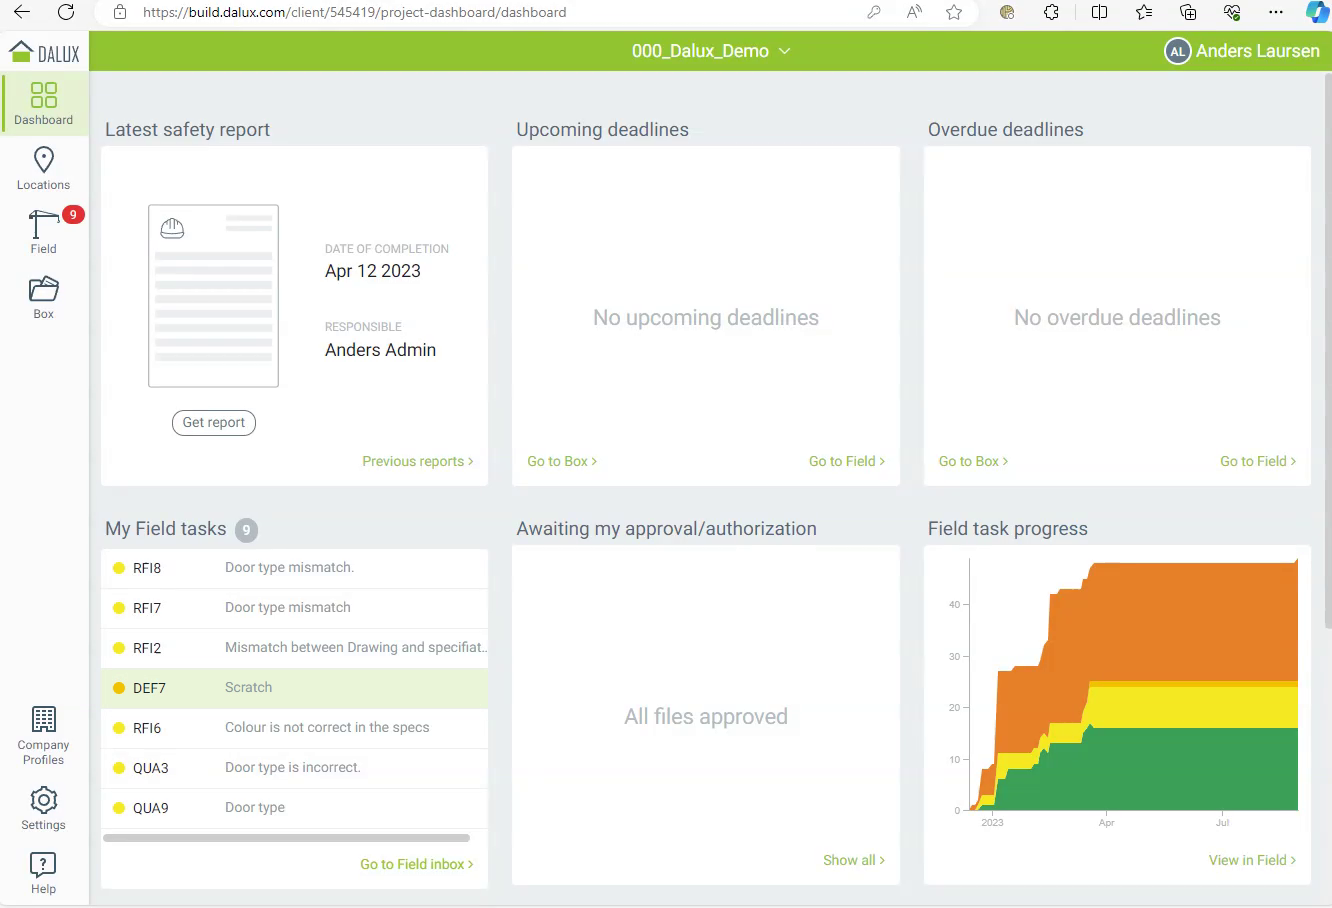 https://build.dalux.com/client/545419/project-dashboard/dashboard
DALUX
000_Dalux_Demo
AL Anders Laursen
Dashboard
Locations
9
Field
Box
Company
Profiles
Settings
Help
Latest safety report
DATE OF COMPLETION
Apr 12 2023
RESPONSIBLE
Anders Admin
Get report
Previous reports >
Upcoming deadlines
No upcoming deadlines
Go to Box > Go to Field >
Overdue deadlines
No overdue deadlines
Go to Box > Go to Field >
My Field tasks 9
RFI8 Door type mismatch.
RFI7 Door type mismatch
RFI2 Mismatch between Drawing and specifiat..
DEF7 Scratch
RFI6 Colour is not correct in the specs
QUA3 Door type is incorrect.
QUA9 Door type
Go to Field inbox >
Awaiting my approval/authorization
All files approved
Show all >
Field task progress
40
30
20
10
0
2023 Apr Jul
View in Field >